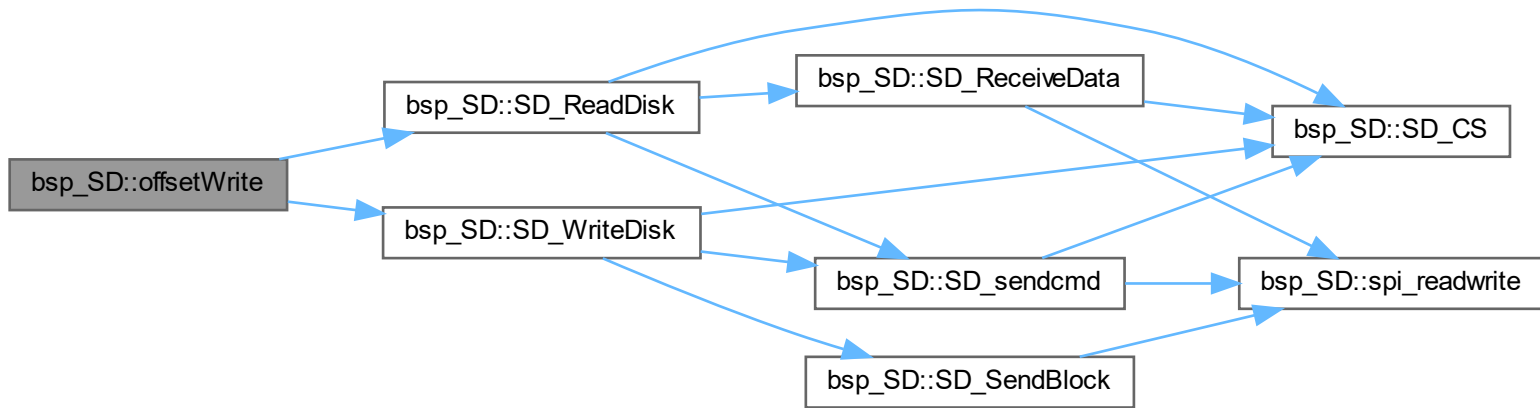 bsp_SD::offsetWrite
bsp_SD::SD_ReadDisk
bsp_SD::SD_WriteDisk
bsp_SD::SD_ReceiveData
bsp_SD::SD_sendcmd
bsp_SD::SD_SendBlock
bsp_SD::SD_CS
bsp_SD::spi_readwrite